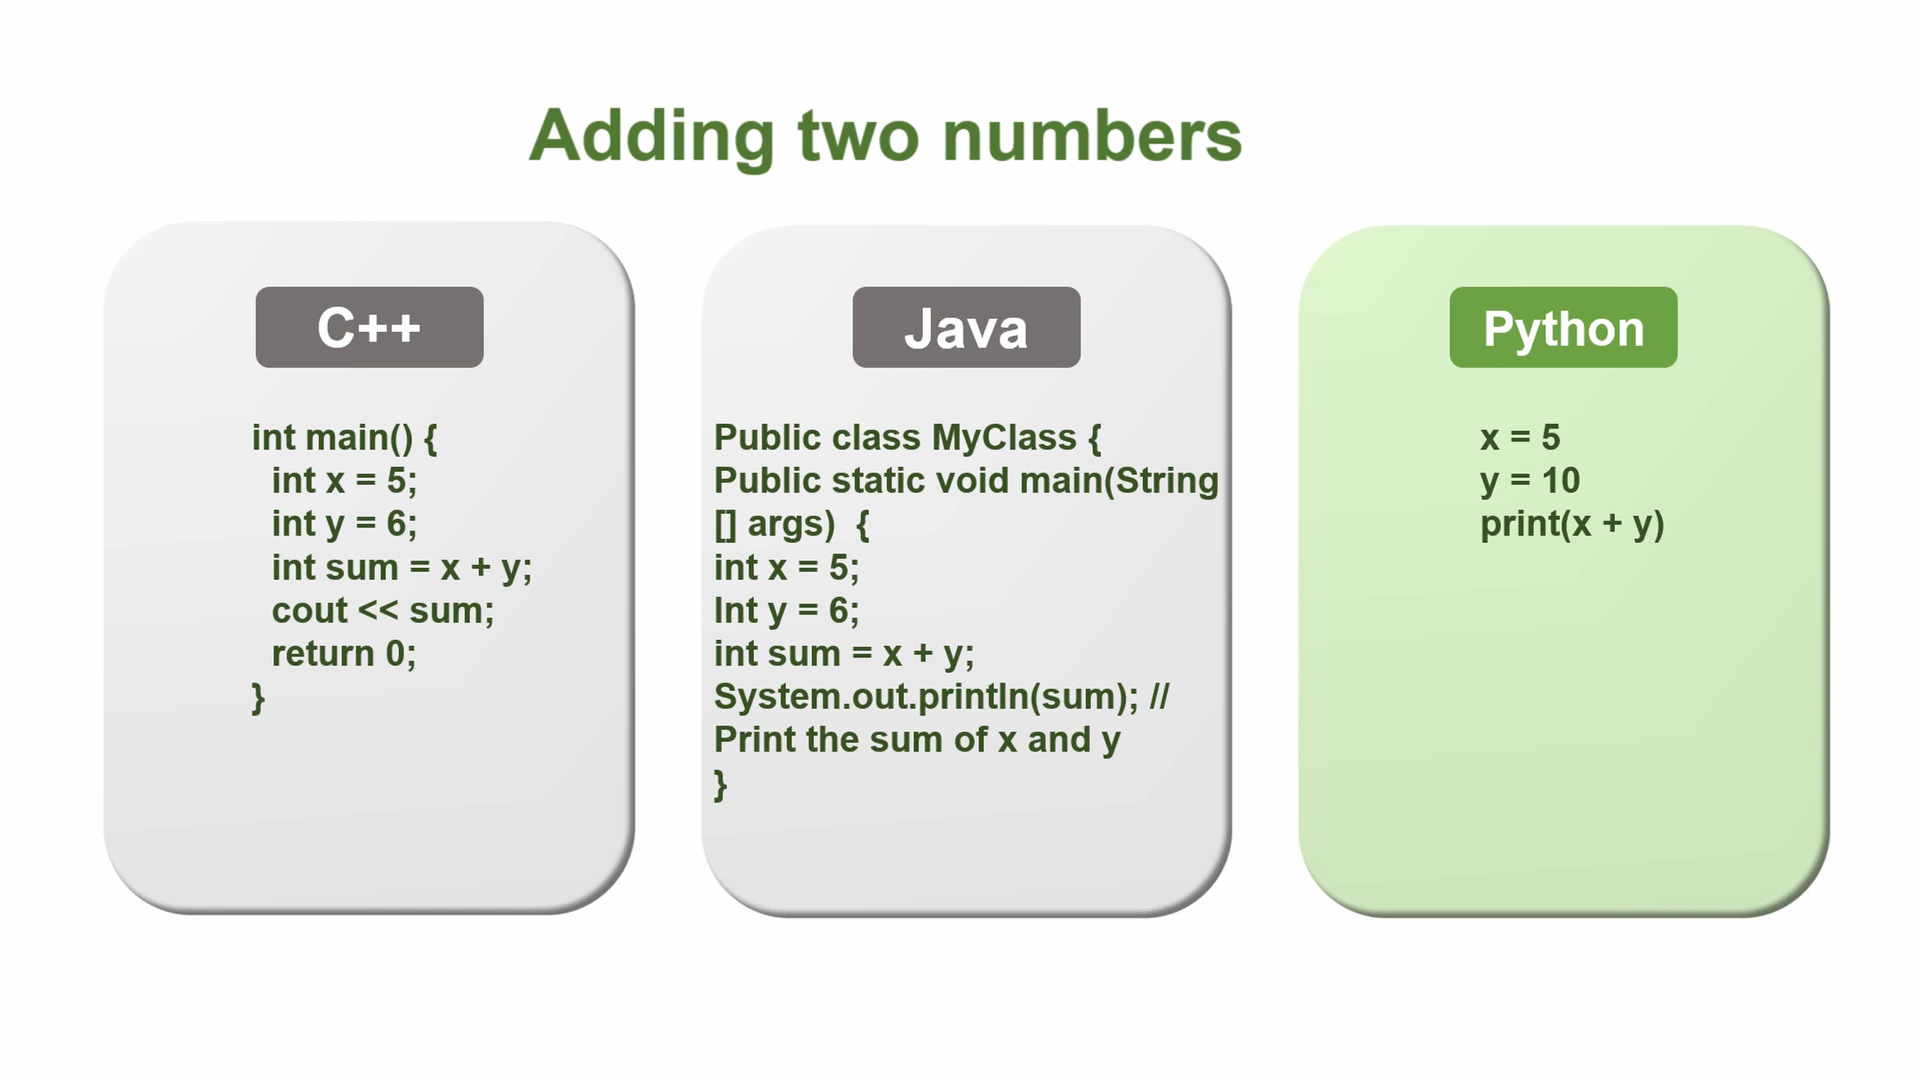 Adding two numbers
C++
int main() {
int x = 5;
int y = 6;
int sum = x + y;
cout << sum;
return 0;
}
Java
Public class MyClass {
Public static void main(String
[] args)  {
int x = 5;
Int y = 6;
int sum = x + y;
System.out.println(sum); //
Print the sum of x and y
}
Python
x = 5
y = 10
print(x + y)